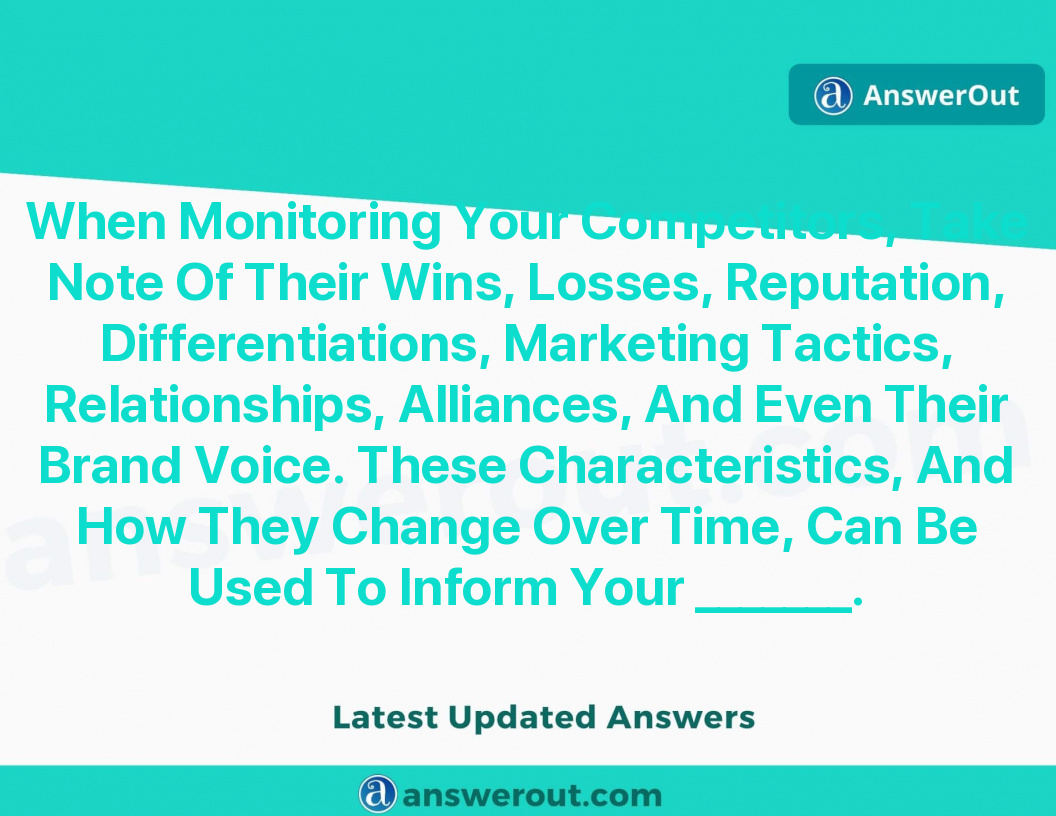 a AnswerOut
When Monitoring Your Competitors, Take
Note Of Their Wins, Losses, Reputation,
Differentiations, Marketing Tactics,
Relationships, Alliances, And Even Their
Brand Voice. These Characteristics, And
How They Change Over Time, Can Be
Used To Inform Your _______.
answerout.com
Latest Updated Answers
a answerout.com